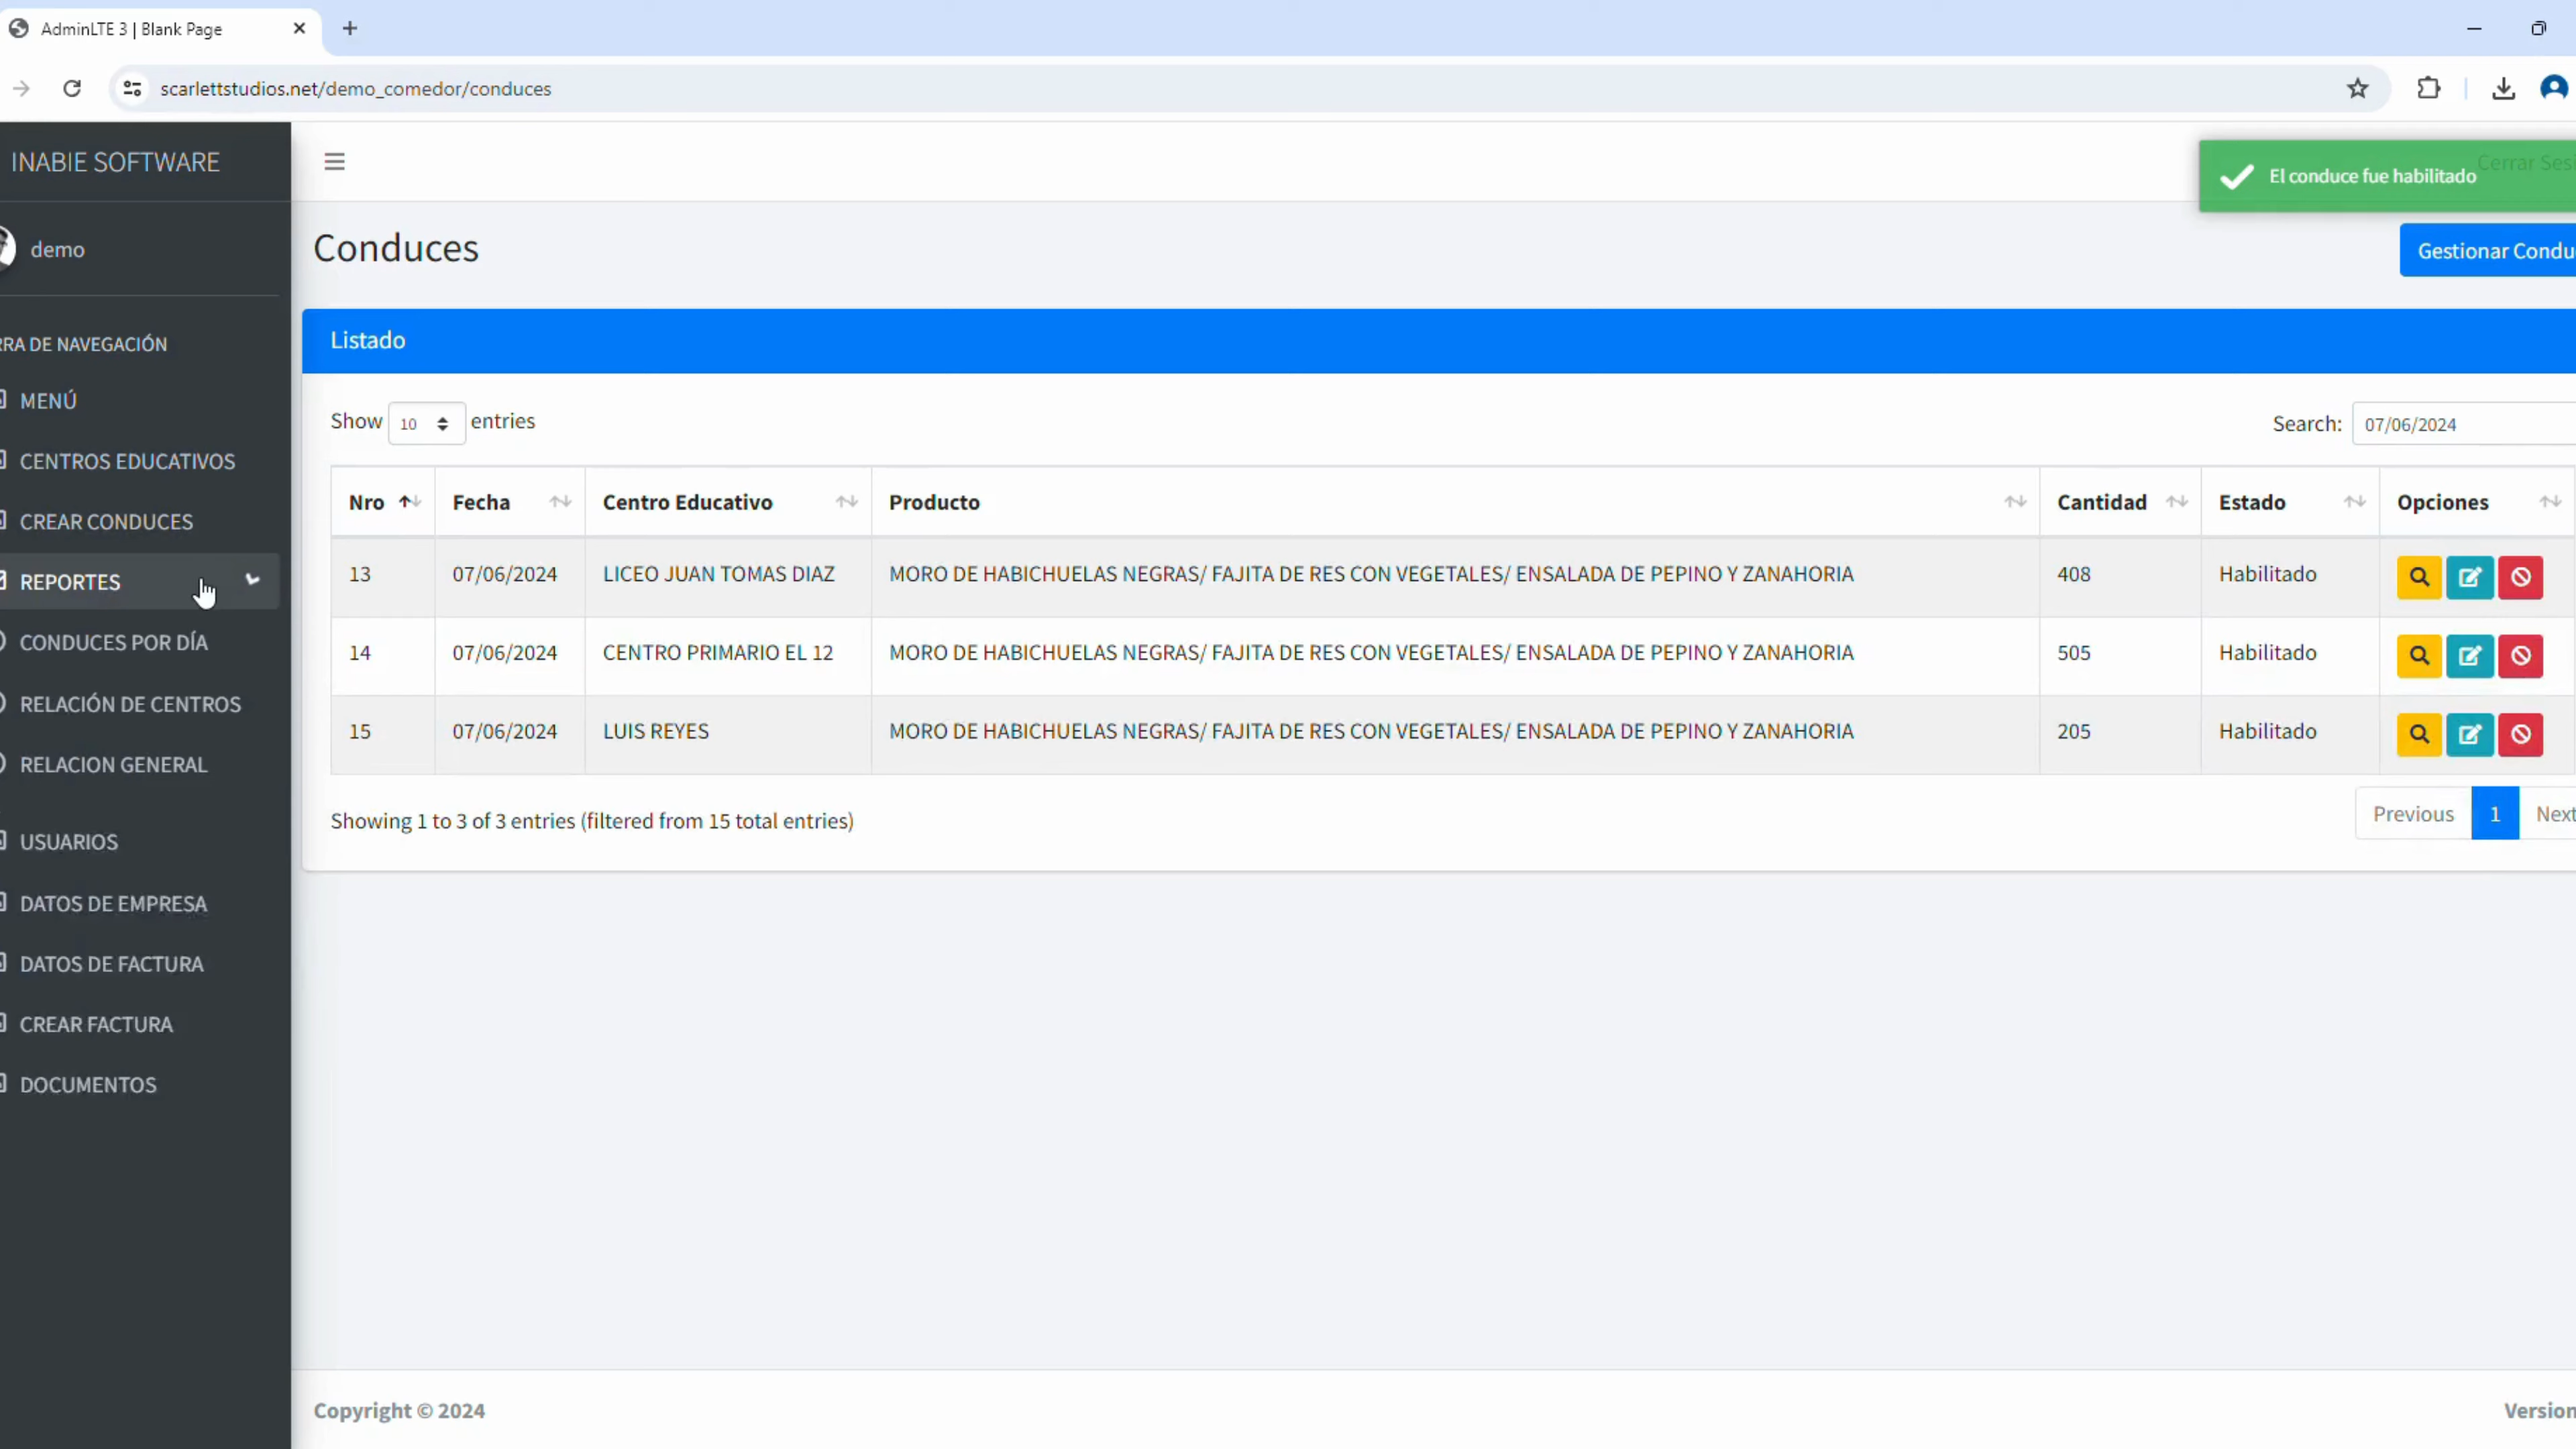 AdminLTE 3 | Blank Page
scarlettstudios.net/demo_comedor/conduces
INABIE SOFTWARE
Cerrar Ses
El conduce fue habilitado
demo
Conduces
Gestionar Condu
RRA DE NAVEGACIÓN
MENÚ
CENTROS EDUCATIVOS
CREAR CONDUCES
REPORTES
CONDUCES POR DÍA
RELACIÓN DE CENTROS
RELACION GENERAL
USUARIOS
DATOS DE EMPRESA
DATOS DE FACTURA
CREAR FACTURA
DOCUMENTOS
Listado
Show 10 entries
Search: 07/06/2024
Nro Fecha Centro Educativo Producto Cantidad Estado Opciones
13 07/06/2024 LICEO JUAN TOMAS DIAZ MORO DE HABICHUELAS NEGRAS/ FAJITA DE RES CON VEGETALES/ ENSALADA DE PEPINO Y ZANAHORIA 408 Habilitado
14 07/06/2024 CENTRO PRIMARIO EL 12 MORO DE HABICHUELAS NEGRAS/ FAJITA DE RES CON VEGETALES/ ENSALADA DE PEPINO Y ZANAHORIA 505 Habilitado
15 07/06/2024 LUIS REYES MORO DE HABICHUELAS NEGRAS/ FAJITA DE RES CON VEGETALES/ ENSALADA DE PEPINO Y ZANAHORIA 205 Habilitado
Showing 1 to 3 of 3 entries (filtered from 15 total entries)
Previous 1 Next
Copyright © 2024
Version